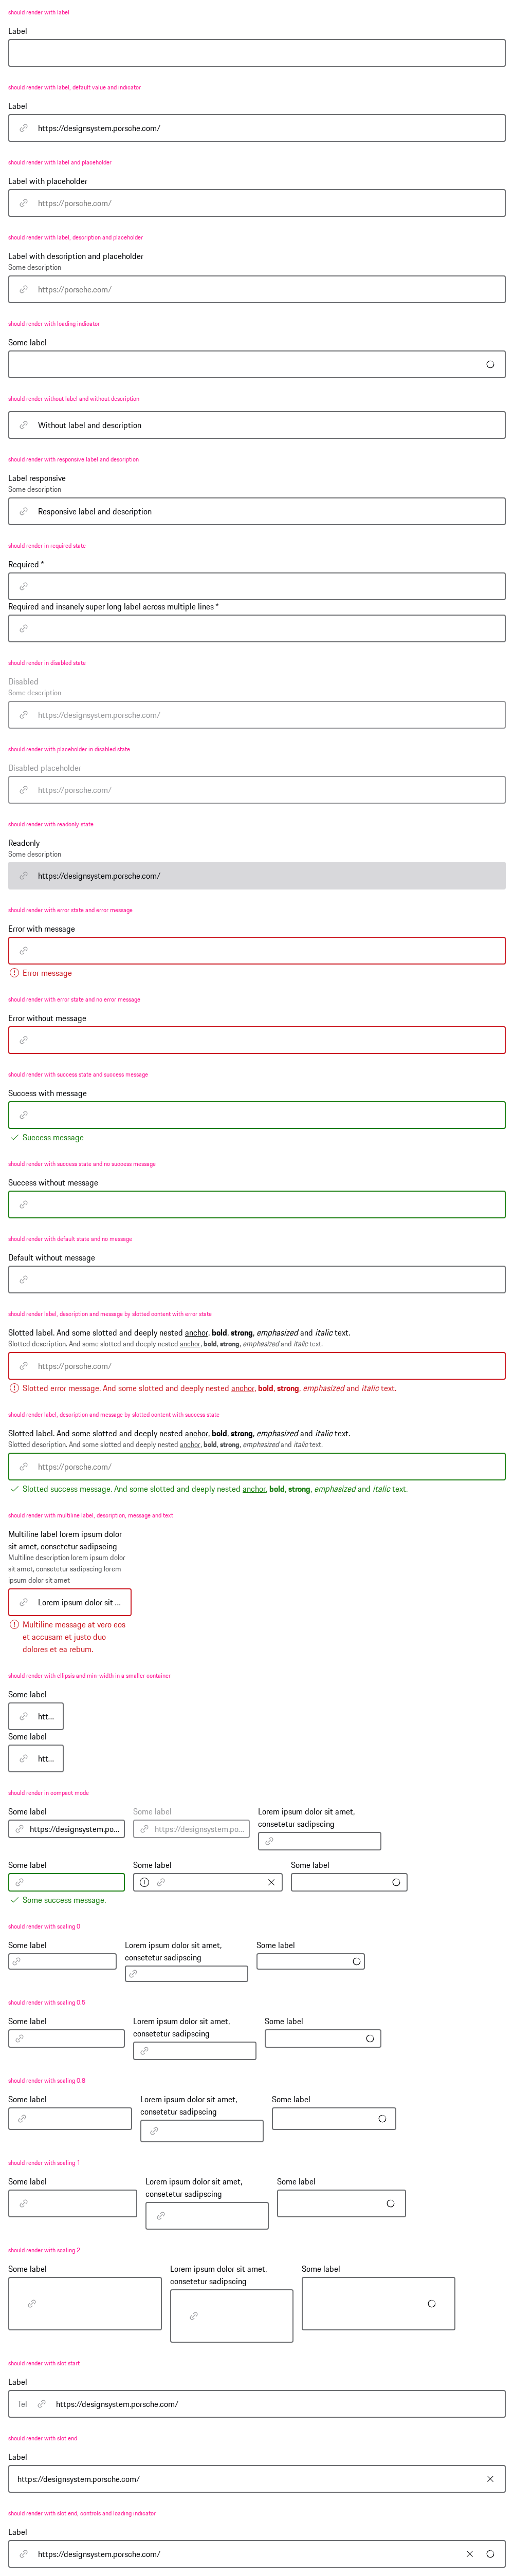 should render with label
Label
should render with label, default value and indicator
Label
https://designsystem.porsche.com/
should render with label and placeholder
Label with placeholder
https://porsche.com/
should render with label, description and placeholder
Label with description and placeholder
Some description
https://porsche.com/
should render with loading indicator
Some label
should render without label and without description
Without label and description
should render with responsive label and description
Label responsive
Some description
Responsive label and description
should render in required state
Required *
Required and insanely super long label across multiple lines *
should render in disabled state
Disabled
Some description
https://designsystem.porsche.com/
should render with placeholder in disabled state
Disabled placeholder
https://porsche.com/
should render with readonly state
Readonly
Some description
https://designsystem.porsche.com/
should render with error state and error message
Error with message
Error message
should render with error state and no error message
Error without message
should render with success state and success message
Success with message
Success message
should render with success state and no success message
Success without message
should render with default state and no message
Default without message
should render label, description and message by slotted content with error state
Slotted label. And some slotted and deeply nested anchor, bold, strong, emphasized and italic text.
Slotted description. And some slotted and deeply nested anchor, bold, strong, emphasized and italic text.
https://porsche.com/
Slotted error message. And some slotted and deeply nested anchor, bold, strong, emphasized and italic text.
should render label, description and message by slotted content with success state
Slotted label. And some slotted and deeply nested anchor, bold, strong, emphasized and italic text.
Slotted description. And some slotted and deeply nested anchor, bold, strong, emphasized and italic text.
https://porsche.com/
Slotted success message. And some slotted and deeply nested anchor, bold, strong, emphasized and italic text.
should render with multiline label, description, message and text
Multiline label lorem ipsum dolor
sit amet, consetetur sadipscing
Multiline description lorem ipsum dolor
sit amet, consetetur sadipscing lorem
ipsum dolor sit amet
Lorem ipsum dolor sit ...
Multiline message at vero eos
et accusam et justo duo
dolores et ea rebum.
should render with ellipsis and min-width in a smaller container
Some label
htt...
Some label
htt...
should render in compact mode
Some label
https://designsystem.po...
Some label
https://designsystem.po...
Lorem ipsum dolor sit amet,
consetetur sadipscing
Some label
Some success message.
Some label
Some label
should render with scaling 0
Some label
Lorem ipsum dolor sit amet,
consetetur sadipscing
Some label
should render with scaling 0.5
Some label
Lorem ipsum dolor sit amet,
consetetur sadipscing
Some label
should render with scaling 0.8
Some label
Lorem ipsum dolor sit amet,
consetetur sadipscing
Some label
should render with scaling 1
Some label
Lorem ipsum dolor sit amet,
consetetur sadipscing
Some label
should render with scaling 2
Some label
Lorem ipsum dolor sit amet,
consetetur sadipscing
Some label
should render with slot start
Label
Tel https://designsystem.porsche.com/
should render with slot end
Label
https://designsystem.porsche.com/
should render with slot end, controls and loading indicator
Label
https://designsystem.porsche.com/